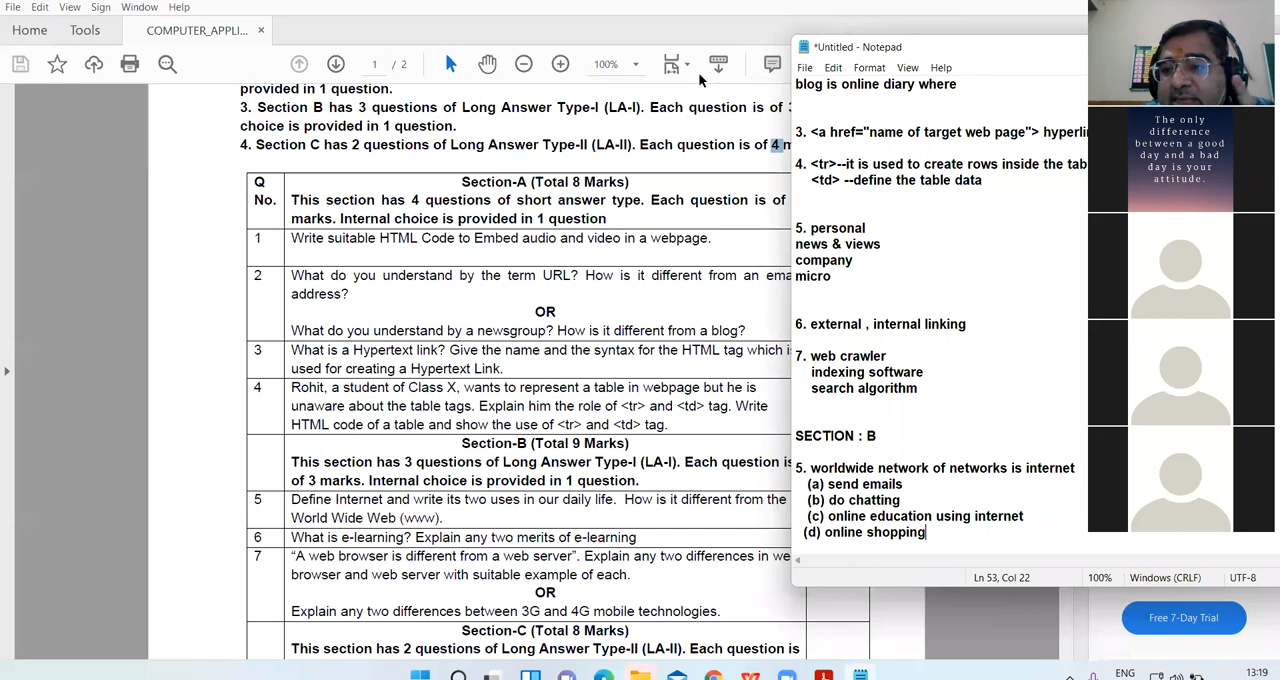 File Edit View Sign Window Help
Home Tools COMPUTER_APPLI... ×
1 / 2 100%
provided in 1 question.
3. Section B has 3 questions of Long Answer Type-I (LA-I). Each question is of 3
choice is provided in 1 question.
4. Section C has 2 questions of Long Answer Type-II (LA-II). Each question is of 4 m
Q No.
Section-A (Total 8 Marks)
This section has 4 questions of short answer type. Each question is of
marks. Internal choice is provided in 1 question
1 Write suitable HTML Code to Embed audio and video in a webpage.
2 What do you understand by the term URL? How is it different from an ema
address?
OR
What do you understand by a newsgroup? How is it different from a blog?
3 What is a Hypertext link? Give the name and the syntax for the HTML tag which i
used for creating a Hypertext Link.
4 Rohit, a student of Class X, wants to represent a table in webpage but he is
unaware about the table tags. Explain him the role of <tr> and <td> tag. Write
HTML code of a table and show the use of <tr> and <td> tag.
Section-B (Total 9 Marks)
This section has 3 questions of Long Answer Type-I (LA-I). Each question is
of 3 marks. Internal choice is provided in 1 question.
5 Define Internet and write its two uses in our daily life. How is it different from the
World Wide Web (www).
6 What is e-learning? Explain any two merits of e-learning
7 “A web browser is different from a web server”. Explain any two differences in we
browser and web server with suitable example of each.
OR
Explain any two differences between 3G and 4G mobile technologies.
Section-C (Total 8 Marks)
This section has 2 questions of Long Answer Type-II (LA-II). Each question is
*Untitled - Notepad
File Edit Format View Help
blog is online diary where
3. <a href="name of target web page"> hyperli
4. <tr>--it is used to create rows inside the tab
<td> --define the table data
5. personal
news & views
company
micro
6. external , internal linking
7. web crawler
indexing software
search algorithm
SECTION : B
5. worldwide network of networks is internet
(a) send emails
(b) do chatting
(c) online education using internet
(d) online shopping
Ln 53, Col 22 100% Windows (CRLF) UTF-8
The only
difference
between a good
day and a bad
day is your
attitude.
Free 7-Day Trial
ENG 13:19